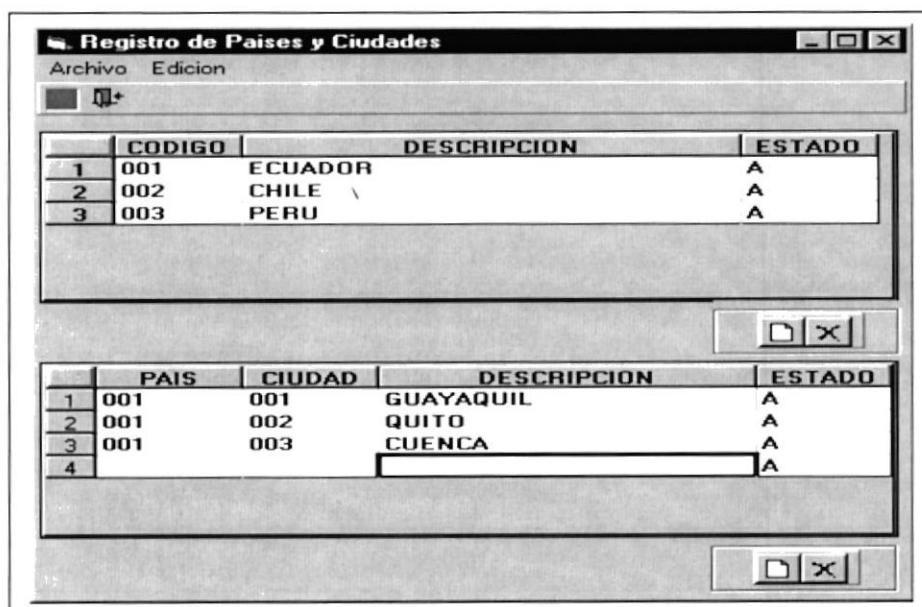 Registro de Paises y Ciudades
Archivo Edicion
CODIGO DESCRIPCION ESTADO
1 001 ECUADOR A
2 002 CHILE A
3 003 PERU A
PAIS CIUDAD DESCRIPCION ESTADO
1 001 001 GUAYAQUIL A
2 001 002 QUITO A
3 001 003 CUENCA A
4 A